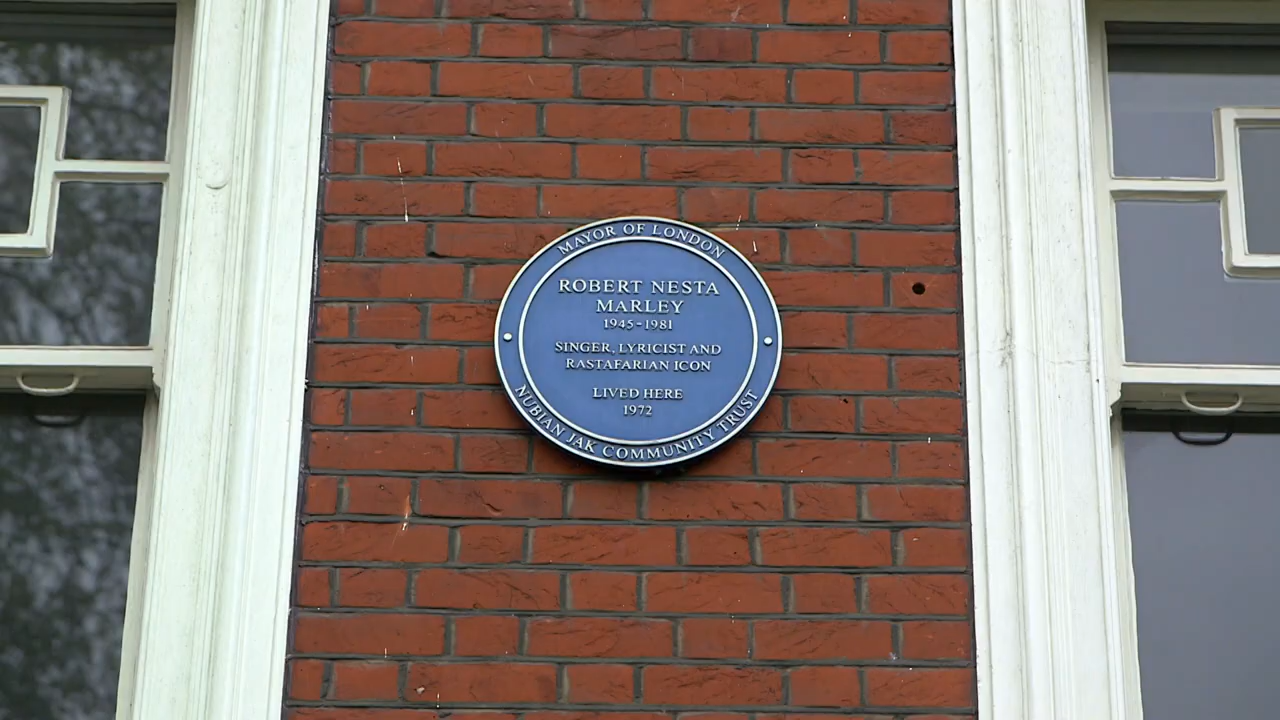 MAYOR OF LONDON
ROBERT NESTA
MARLEY
1945-1981
SINGER, LYRICIST AND
RASTAFARIAN ICON
LIVED HERE
1972
NUBIAN JAK COMMUNITY TRUST